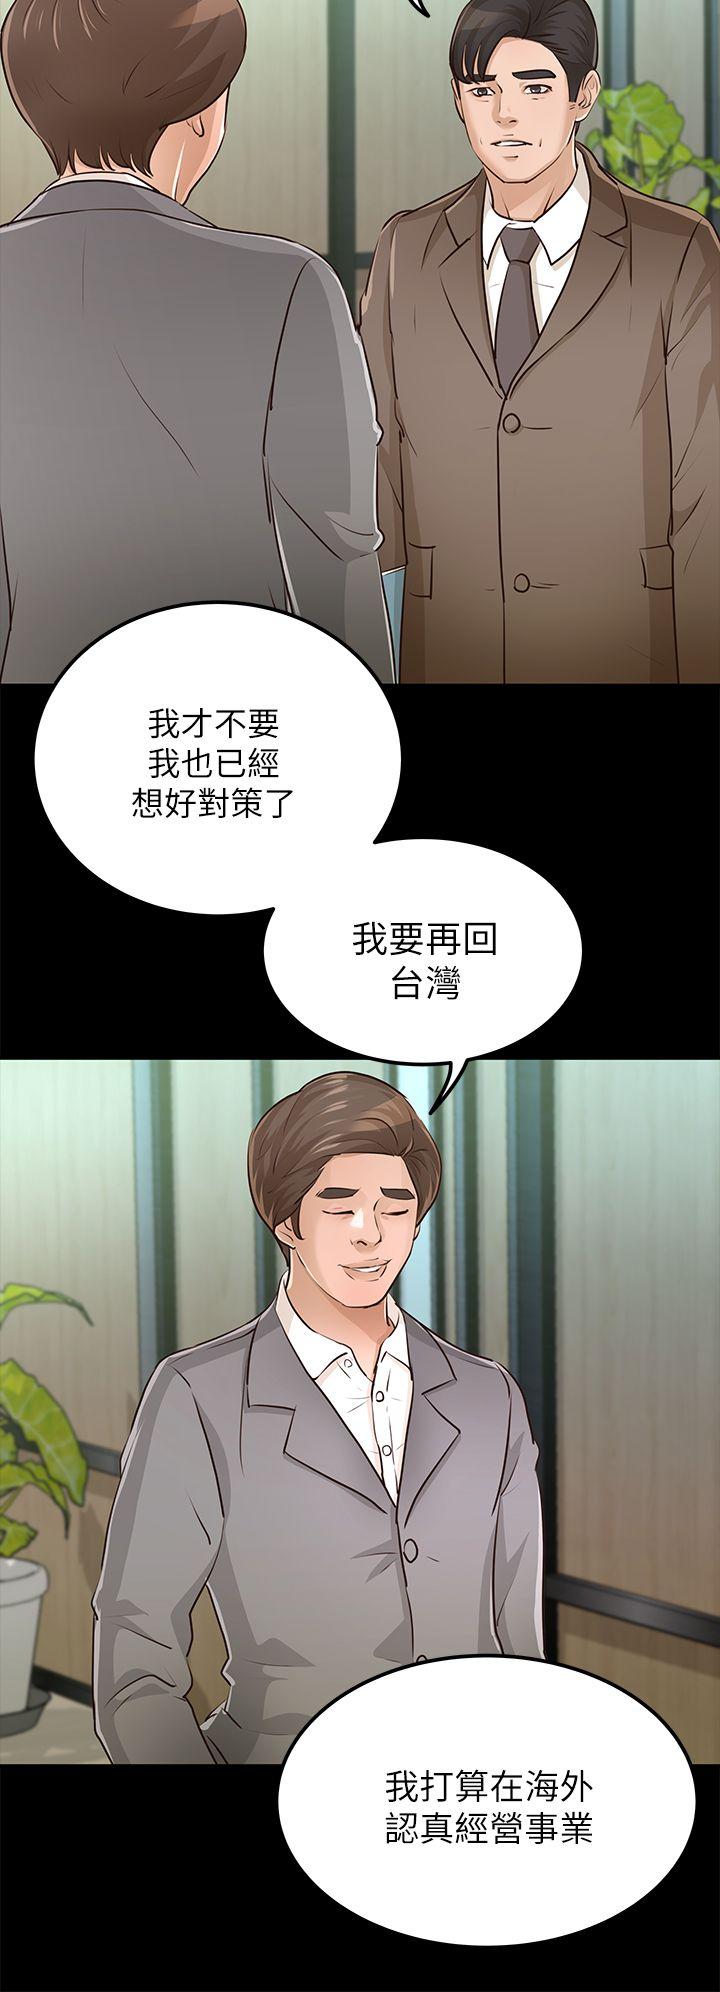 我才不要
我也已經
想好對策了
我要再回
台灣
我打算在海外
認真經營事業